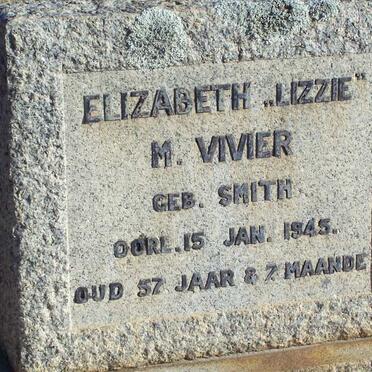 ELIZABETH „LIZZIE"
M. VIVIER
GEB. SMITH
OORL. 15 JAN. 1945.
OUD 57 JAAR & 7 MAANDE